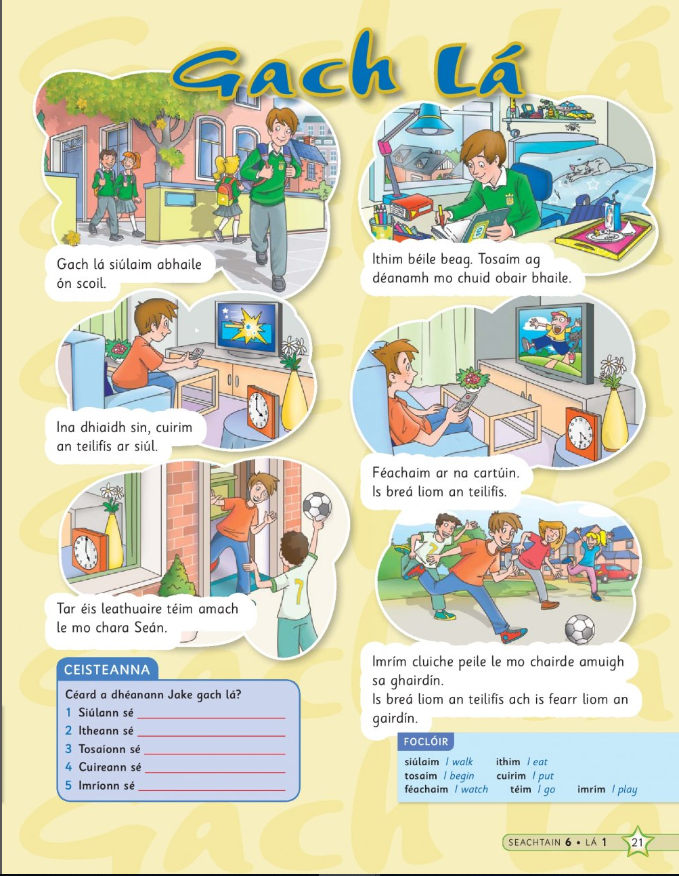 Gach Lá
Gach lá siúlaim abhaile
ón scoil.
Ithim béile beag. Tosaím ag
déanamh mo chuid obair bhaile.
Ina dhiaidh sin, cuirim
an teilifís ar siúl.
Féachaim ar na cartúin.
Is breá liom an teilifís.
Tar éis leathuaire téim amach
le mo chara Seán.
7
Imrím cluiche peile le mo chairde amuigh
sa ghairdín.
Is breá liom an teilifís ach is fearr liom an
gairdín.
CEISTEANNA
Céard a dhéanann Jake gach lá?
1 Siúlann sé
2 Itheann sé
3 Tosaíonn sé
4 Cuireann sé
5 Imríonn sé
FOCLÓIR
siúlaim I walk ithim I eat
tosaím I begin cuirim I put
féachaim I watch téim I go imrím I play
SEACHTAIN 6 • LÁ 1 21